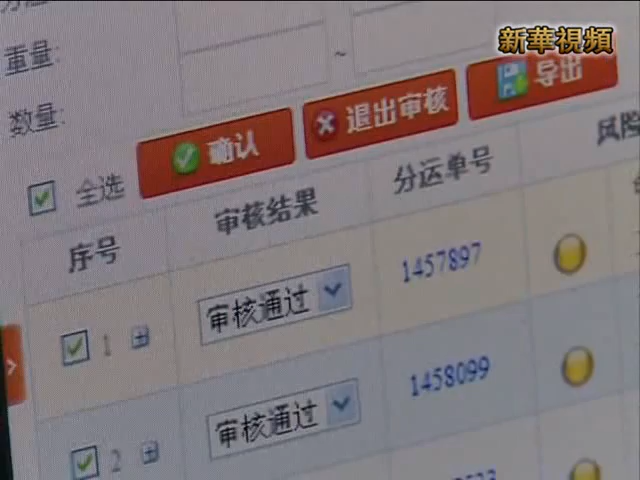 新華視頻
重量:
~
数量:
确认
退出审核
导出
全选
序号
审核结果
分运单号
风险
1
审核通过
1457897
2
审核通过
1458099